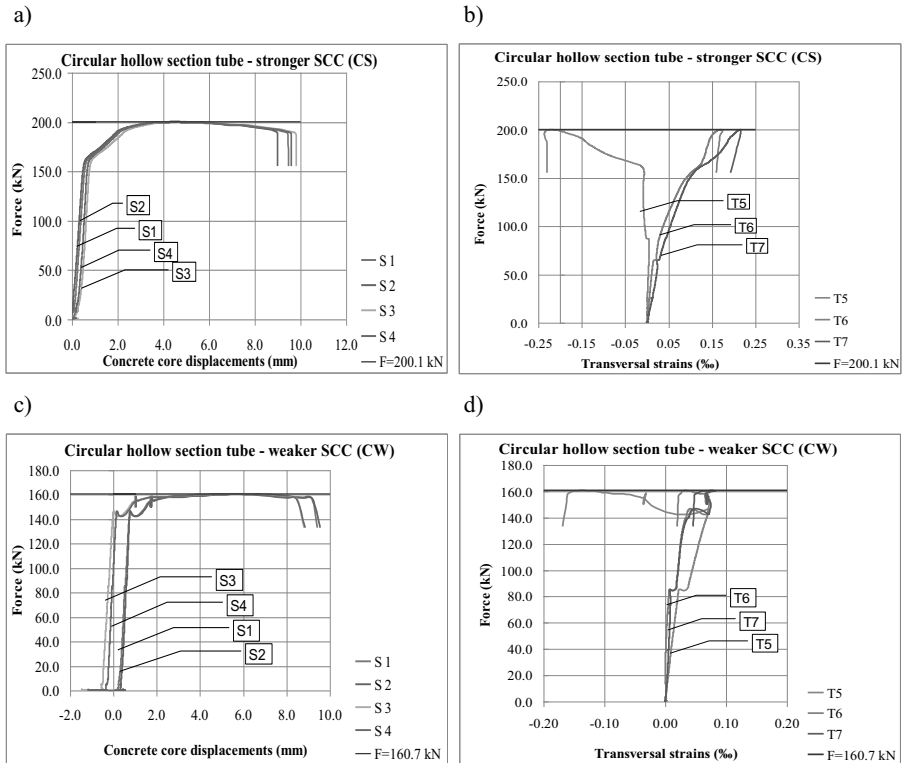 a)
Circular hollow section tube - stronger SCC (CS)
250.0
200.0
150.0
100.0
50.0
0.0
Force (kN)
S2
S1
S4
S3
0.0 2.0 4.0 6.0 8.0 10.0 12.0
Concrete core displacements (mm)
S 1
S 2
S 3
S 4
F=200.1 kN
b)
Circular hollow section tube - stronger SCC (CS)
250.0
200.0
150.0
100.0
50.0
0.0
Force (kN)
T5
T6
T7
-0.25 -0.15 -0.05 0.05 0.15 0.25 0.35
Transversal strains (‰)
T5
T6
T7
F=200.1 kN
c)
Circular hollow section tube - weaker SCC (CW)
180.0
160.0
140.0
120.0
100.0
80.0
60.0
40.0
20.0
0.0
Force (kN)
S3
S4
S1
S2
-2.0 0.0 2.0 4.0 6.0 8.0 10.0
Concrete core displacements (mm)
S 1
S 2
S 3
S 4
F=160.7 kN
d)
Circular hollow section tube - weaker SCC (CW)
180.0
160.0
140.0
120.0
100.0
80.0
60.0
40.0
20.0
0.0
Force (kN)
T6
T7
T5
-0.20 -0.10 0.00 0.10 0.20
Transversal strains (‰)
T5
T6
T7
F=160.7 kN